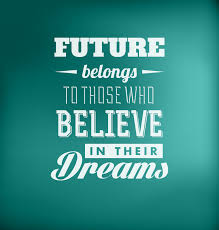 FUTURE
belongs
TO THOSE WHO
BELIEVE
IN THEIR
Dreams